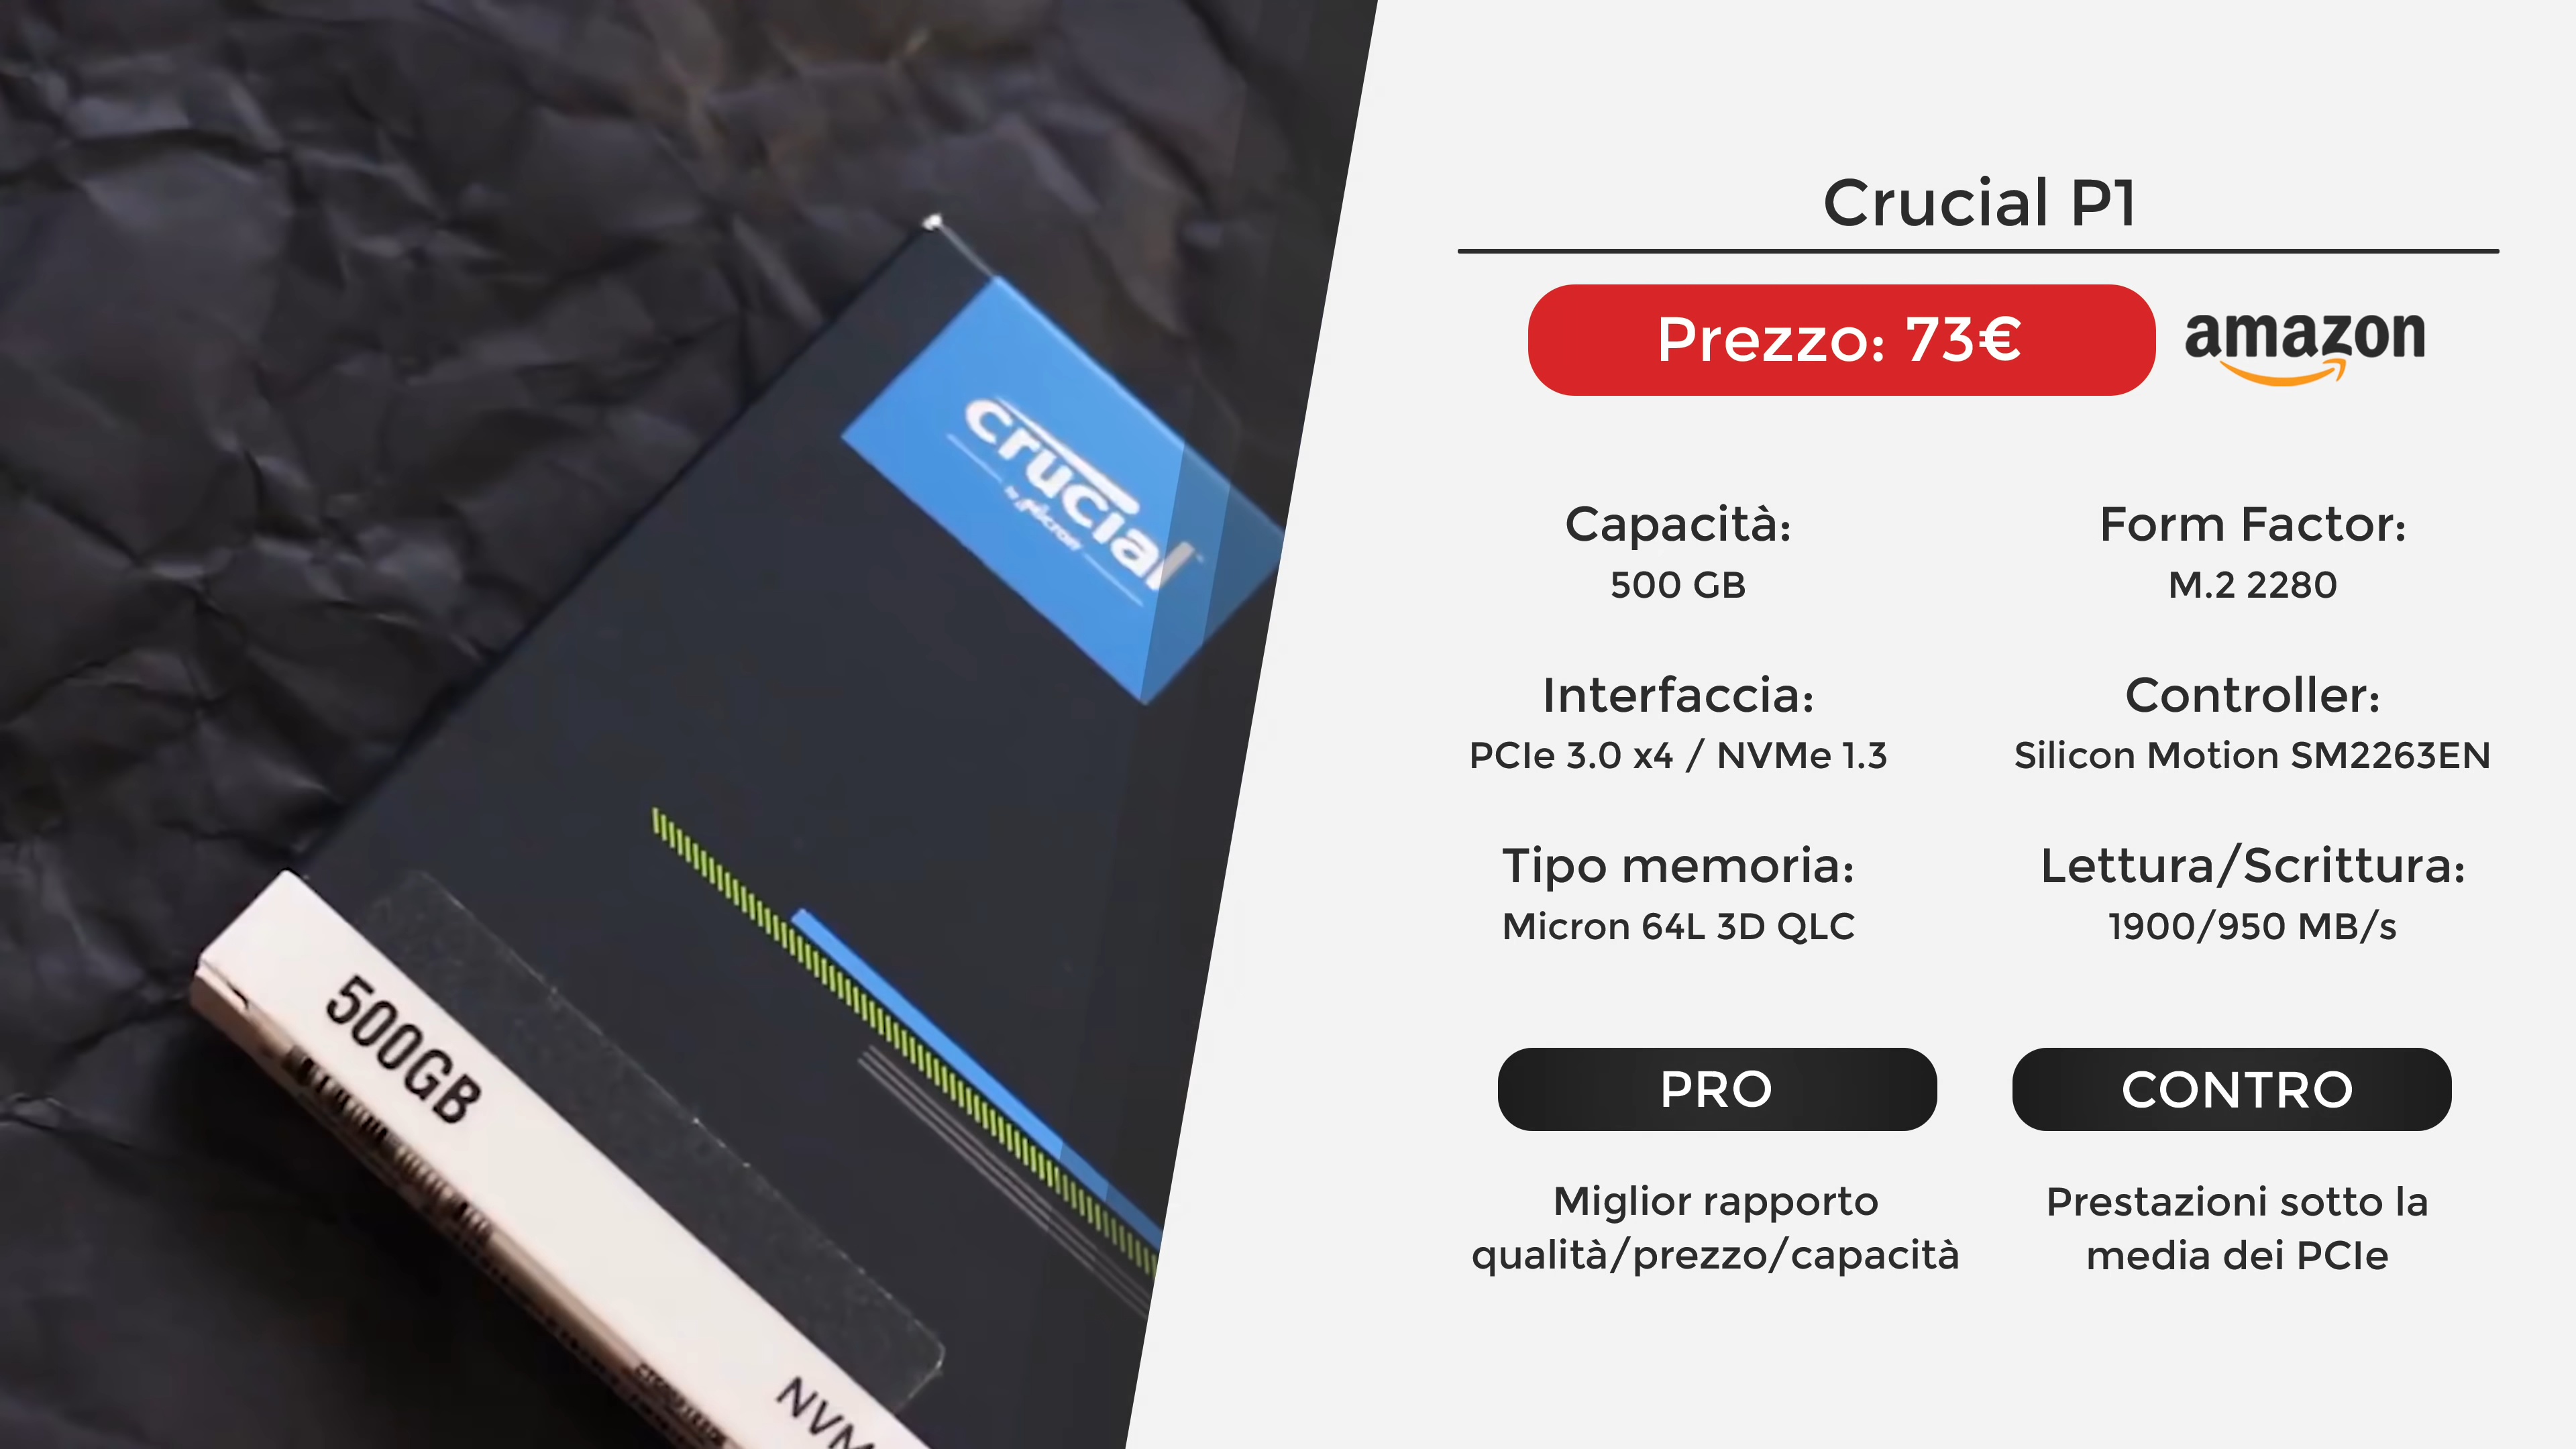 crucial
by micron
500GB
Crucial P1
Prezzo: 73€
amazon
Capacità:
500 GB
Form Factor:
M.2 2280
Interfaccia:
PCIe 3.0 x4 / NVMe 1.3
Controller:
Silicon Motion SM2263EN
Tipo memoria:
Micron 64L 3D QLC
Lettura/Scrittura:
1900/950 MB/s
PRO
CONTRO
Miglior rapporto
qualità/prezzo/capacità
Prestazioni sotto la
media dei PCIe